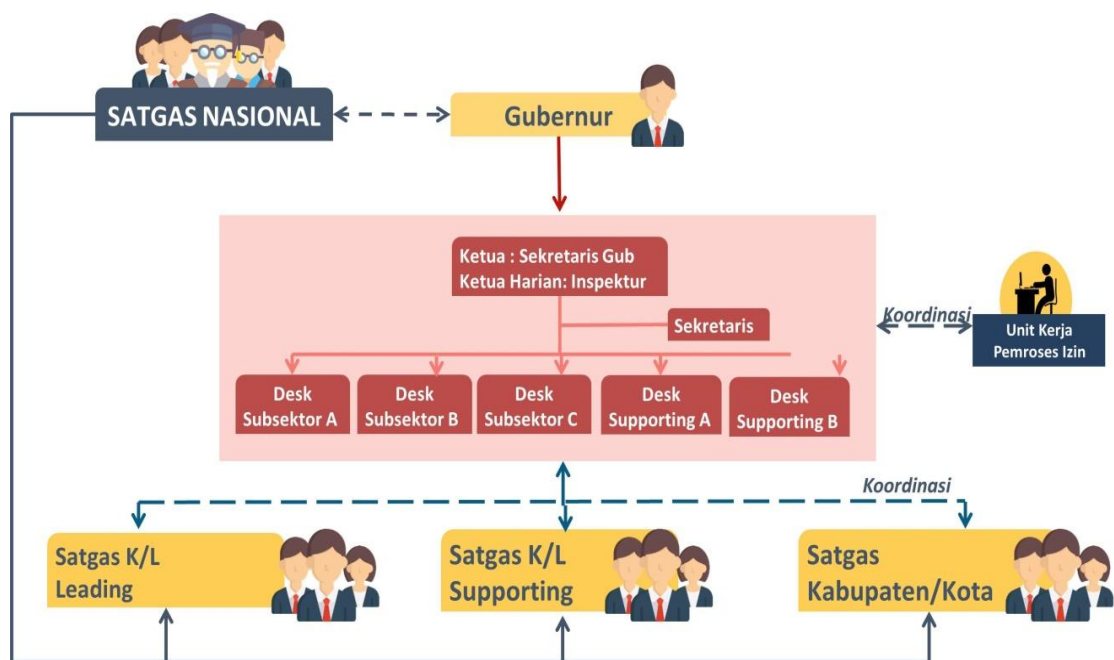 SATGAS NASIONAL
Gubernur
Ketua : Sekretaris Gub
Ketua Harian: Inspektur
Sekretaris
Koordinasi
Unit Kerja
Pemroses Izin
Desk
Subsektor A
Desk
Subsektor B
Desk
Subsektor C
Desk
Supporting A
Desk
Supporting B
Koordinasi
Satgas K/L
Leading
Satgas K/L
Supporting
Satgas
Kabupaten/Kota